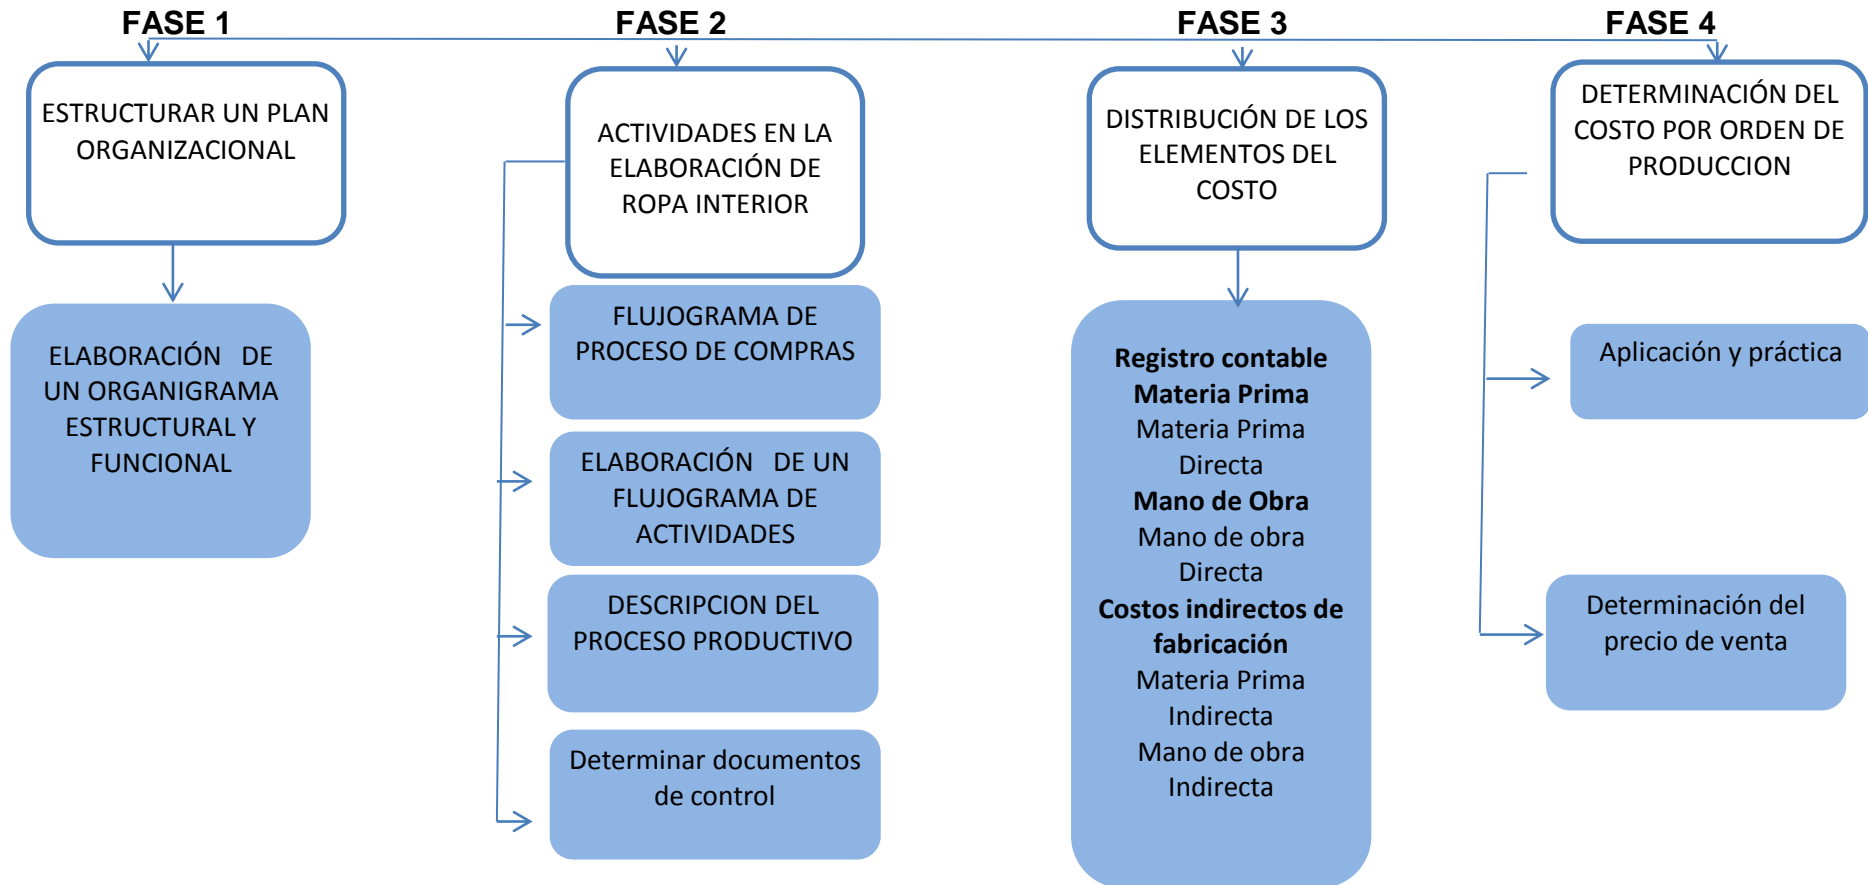 FASE 1
FASE 2
FASE 3
FASE 4
ESTRUCTURAR UN PLAN
ORGANIZACIONAL
ELABORACIÓN DE
UN ORGANIGRAMA
ESTRUCTURAL Y
FUNCIONAL
ACTIVIDADES EN LA
ELABORACIÓN DE
ROPA INTERIOR
FLUJOGRAMA DE
PROCESO DE COMPRAS
ELABORACIÓN DE UN
FLUJOGRAMA DE
ACTIVIDADES
DESCRIPCION DEL
PROCESO PRODUCTIVO
Determinar documentos
de control
DISTRIBUCIÓN DE LOS
ELEMENTOS DEL
COSTO
Registro contable
Materia Prima
Materia Prima
Directa
Mano de Obra
Mano de obra
Directa
Costos indirectos de
fabricación
Materia Prima
Indirecta
Mano de obra
Indirecta
DETERMINACIÓN DEL
COSTO POR ORDEN DE
PRODUCCION
Aplicación y práctica
Determinación del
precio de venta